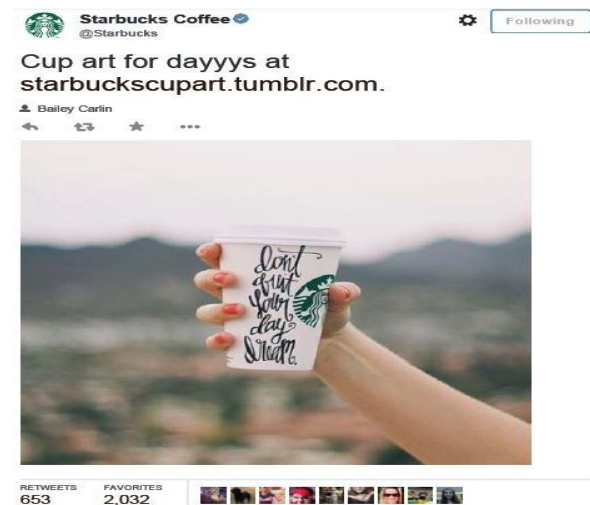 Starbucks Coffee
@Starbucks
Following
Cup art for dayyys at
starbuckscupart.tumblr.com.
Bailey Carlin
don't
quit
your
day
dream.
RETWEETS FAVORITES
653 2,032